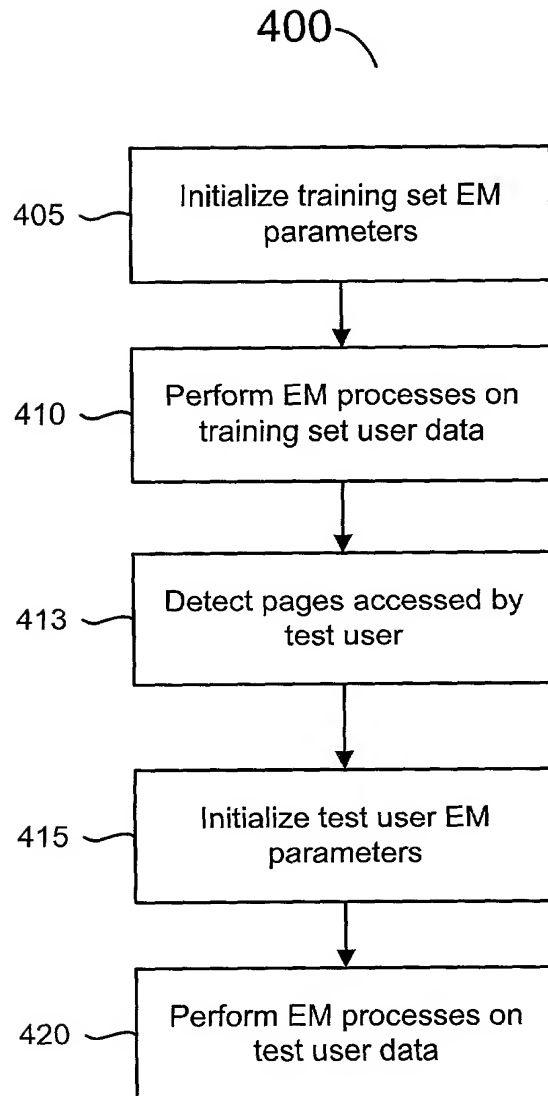 400
405
Initialize training set EM
parameters
410
Perform EM processes on
training set user data
413
Detect pages accessed by
test user
415
Initialize test user EM
parameters
420
Perform EM processes on
test user data